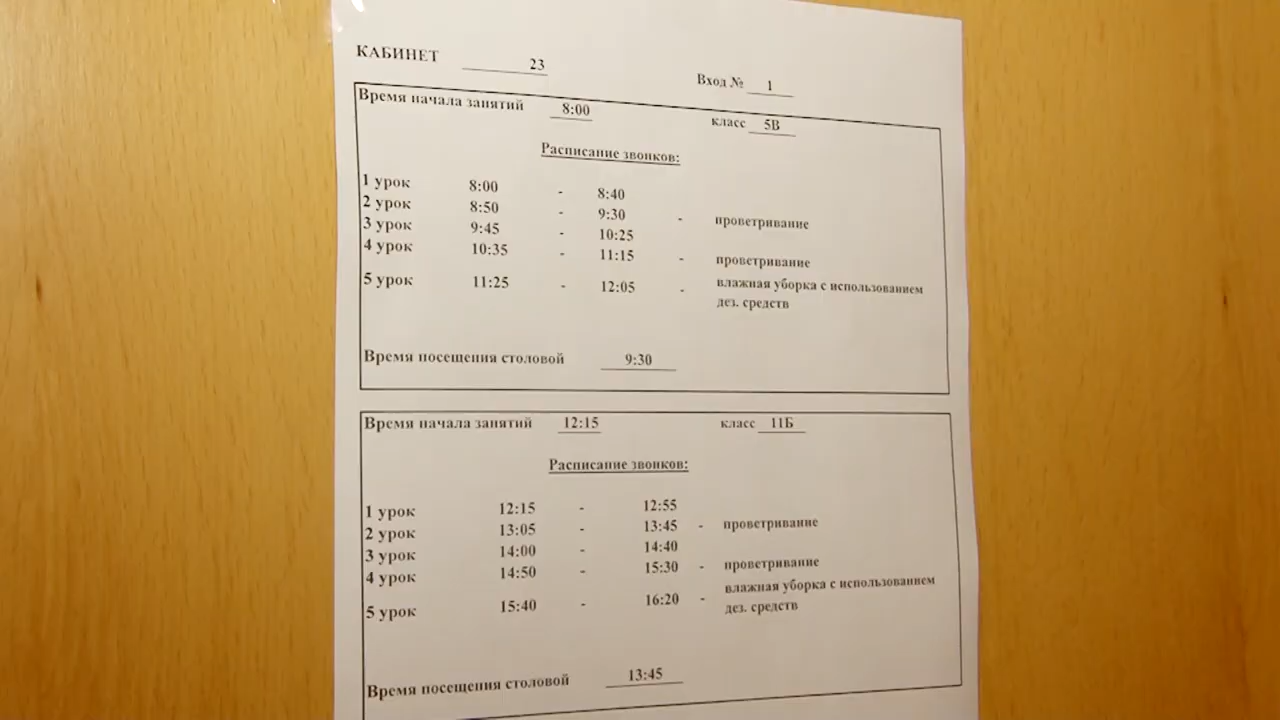 КАБИНЕТ 23
Вход № 1
Время начала занятий 8:00
класс 5В
Расписание звонков:
1 урок 8:00 - 8:40
2 урок 8:50 - 9:30 - проветривание
3 урок 9:45 - 10:25
4 урок 10:35 - 11:15 - проветривание
5 урок 11:25 - 12:05 - влажная уборка с использованием
дез. средств
Время посещения столовой 9:30
Время начала занятий 12:15 класс 11Б
Расписание звонков:
1 урок 12:15 - 12:55
2 урок 13:05 - 13:45 - проветривание
3 урок 14:00 - 14:40
4 урок 14:50 - 15:30 - проветривание
5 урок 15:40 - 16:20 - влажная уборка с использованием
дез. средств
Время посещения столовой 13:45